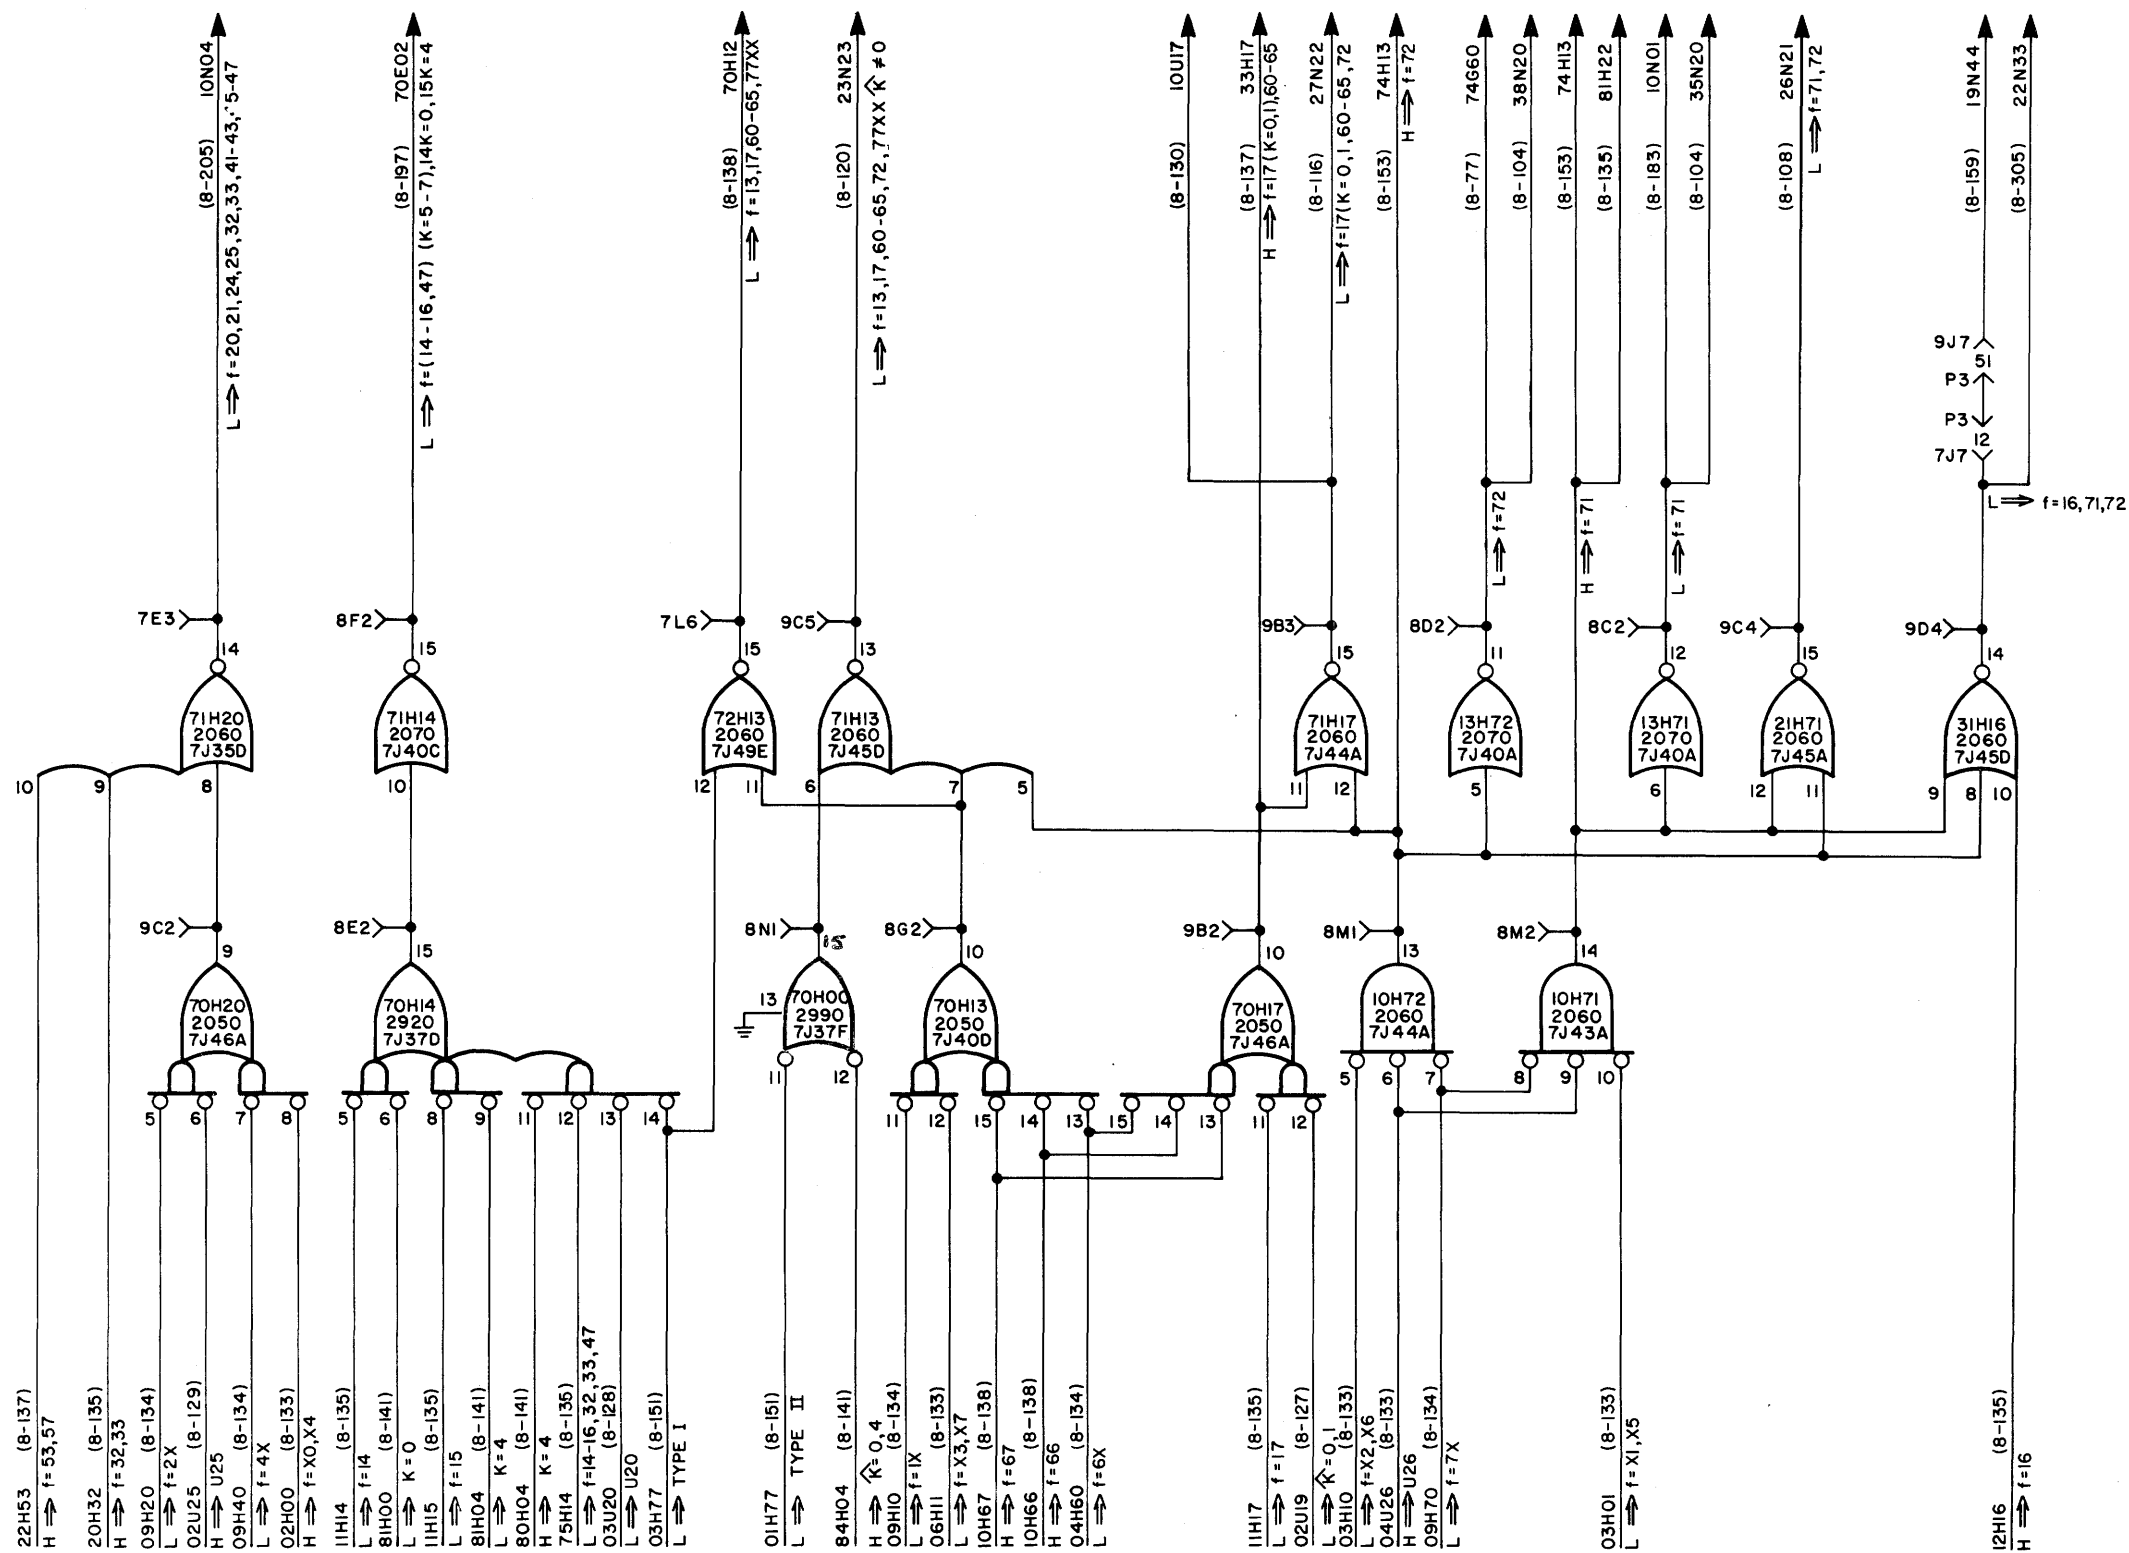 10N04
(8-205)
L ⟹ f=20,21,24,25,32,33,41-43,45-47
70E02
(8-197)
L ⟹ f=(14-16,47) (K=5-7),14K=0,15K=4
70H12
(8-138)
L ⟹ f=13,17,60-65,77XX
23N23
(8-120)
L ⟹ f=13,17,60-65,72,77XX K̂ ≠0
10U17
(8-130)
33H17
(8-137)
H ⟹ f=17(K=0,1),60-65
27N22
(8-116)
L ⟹ f=17(K=0,1,60-65,72
74H13
(8-153)
H ⟹ f=72
74G60
(8-77)
38N20
(8-104)
74H13
(8-153)
81H22
(8-135)
10N01
(8-183)
35N20
(8-104)
26N21
(8-108)
L ⟹ f=71,72
19N44
(8-159)
22N33
(8-305)
9J7
51
P3
P3
12
7J7
L ⟹ f=16,71,72
L ⟹ f=72
H ⟹ f=71
L ⟹ f=71
7E3
14
8F2
15
7L6
15
9C5
13
9B3
15
8D2
11
8C2
12
9C4
15
9D4
14
71H20
2060
7J35D
71H14
2070
7J40C
72H13
2060
7J49E
71H13
2060
7J45D
71H17
2060
7J44A
13H72
2070
7J40A
13H71
2070
7J40A
21H71
2060
7J45A
31H16
2060
7J45D
10 9 8
10
12 11
6 7 5
11 12
5
6
12 11
9 8 10
9C2
9
8E2
15
8N1
15
8G2
10
9B2
10
8M1
13
8M2
14
70H20
2050
7J46A
70H14
2920
7J37D
13
70H00
2990
7J37F
70H13
2050
7J40D
70H17
2050
7J46A
10H72
2060
7J44A
10H71
2060
7J43A
5 6 7 8
5 6 8 9 11 12 13 14
11 12
11 12 15 14 13
15 14 13 11 12
5 6 7
8 9 10
22H53 (8-137)
H ⟹ f=53,57
20H32 (8-135)
H ⟹ f=32,33
09H20 (8-134)
L ⟹ f=2X
02U25 (8-129)
H ⟹ U25
09H40 (8-134)
L ⟹ f=4X
02H00 (8-133)
H ⟹ f=X0,X4
11H14 (8-135)
L ⟹ f=14
81H00 (8-141)
L ⟹ K=0
11H15 (8-135)
L ⟹ f=15
81H04 (8-141)
L ⟹ K=4
80H04 (8-141)
H ⟹ K=4
75H14 (8-135)
L ⟹ f=14-16,32,33,47
03U20 (8-128)
L ⟹ U20
03H77 (8-151)
L ⟹ TYPE I
01H77 (8-151)
L ⟹ TYPE II
84H04 (8-141)
H ⟹ K̂=0,4
09H10 (8-134)
L ⟹ f=1X
06H11 (8-133)
L ⟹ f=X3,X7
10H67 (8-138)
H ⟹ f=67
10H66 (8-138)
H ⟹ f=66
04H60 (8-134)
L ⟹ f=6X
11H17 (8-135)
L ⟹ f=17
02U19 (8-127)
L ⟹ K̂=0,1
03H10 (8-133)
L ⟹ f=X2,X6
04U26 (8-133)
H ⟹ U26
09H70 (8-134)
L ⟹ f=7X
03H01 (8-133)
L ⟹ f=X1,X5
12H16 (8-135)
H ⟹ f=16